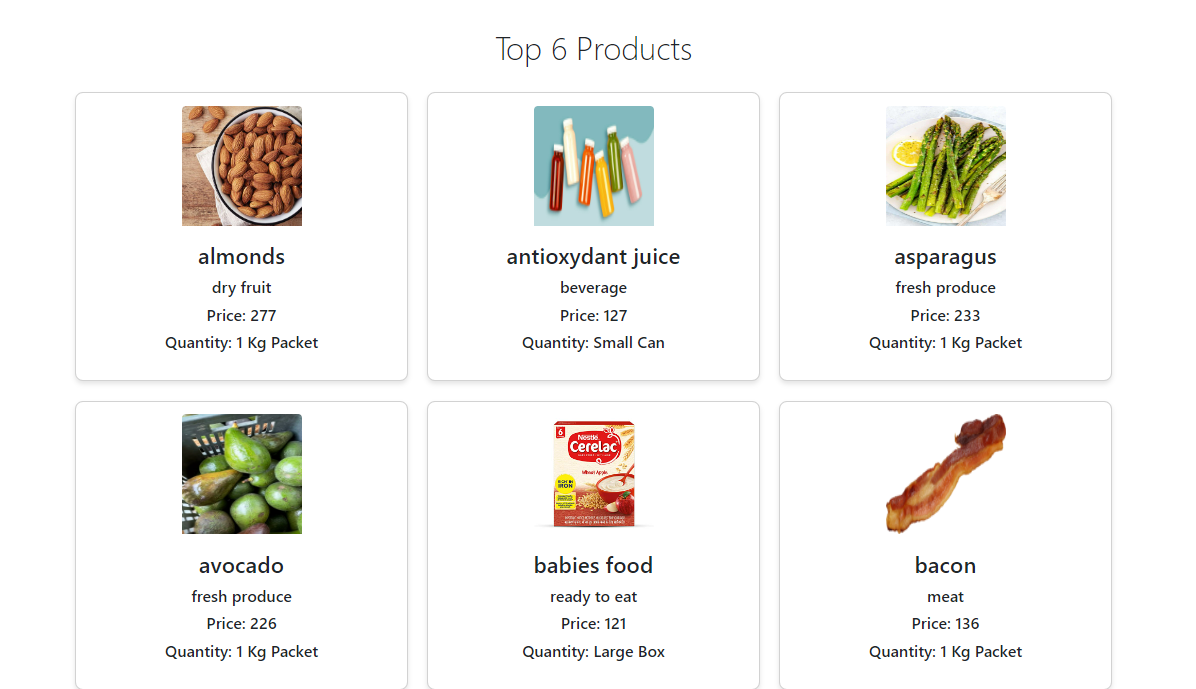 Top 6 Products
almonds
dry fruit
Price: 277
Quantity: 1 Kg Packet
antioxydant juice
beverage
Price: 127
Quantity: Small Can
asparagus
fresh produce
Price: 233
Quantity: 1 Kg Packet
avocado
fresh produce
Price: 226
Quantity: 1 Kg Packet
6
Nestlé
Cerelac
Wheat Apple
RICH IN
IRON
babies food
ready to eat
Price: 121
Quantity: Large Box
bacon
meat
Price: 136
Quantity: 1 Kg Packet